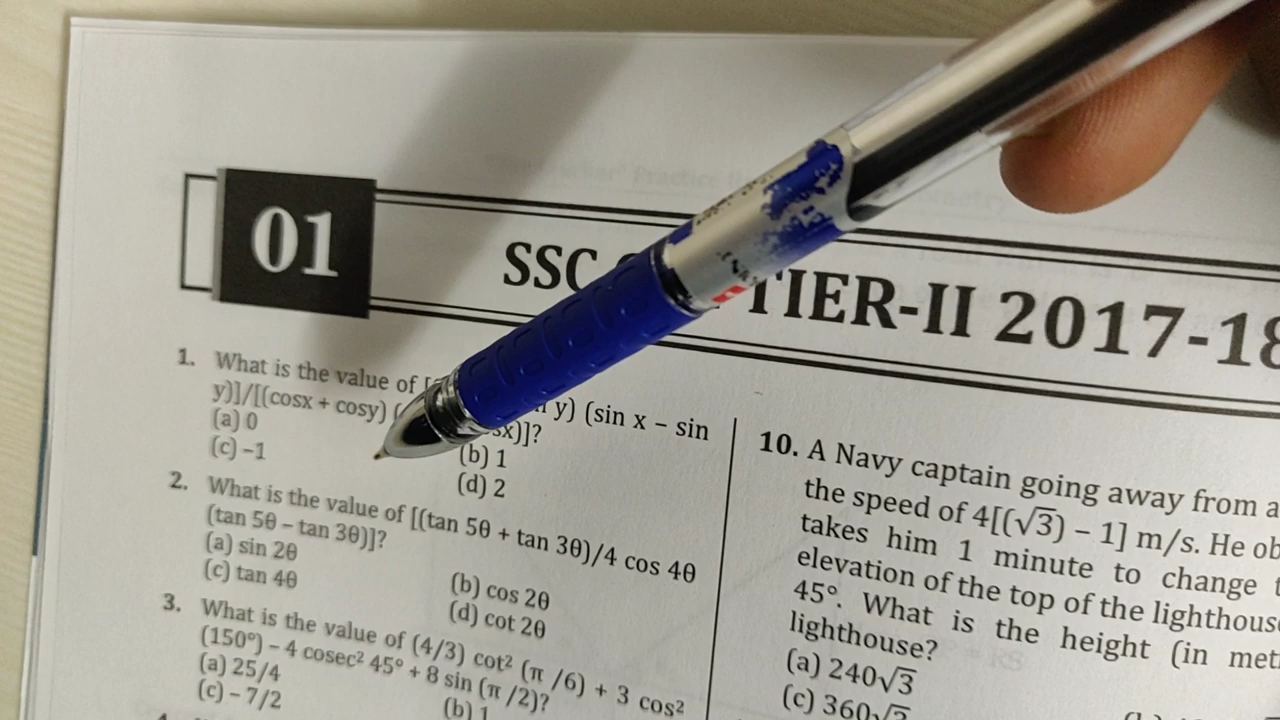 01
SSC TIER-II 2017-18
1. What is the value of [ y) (sin x – sin
y)]/[(cosx + cosy) ( sx)]?
(a) 0
(b) 1
(c) –1
(d) 2
2. What is the value of [(tan 5θ + tan 3θ)/4 cos 4θ
(tan 5θ – tan 3θ)]?
(a) sin 2θ
(b) cos 2θ
(c) tan 4θ
(d) cot 2θ
3. What is the value of (4/3) cot² (π /6) + 3 cos²
(150°) – 4 cosec² 45° + 8 sin (π /2)?
(a) 25/4
(b) 1
(c) – 7/2
10. A Navy captain going away from a
the speed of 4[(√3) – 1] m/s. He ob
takes him 1 minute to change t
elevation of the top of the lighthouse
45°. What is the height (in met
lighthouse?
(a) 240√3
(c) 360√3